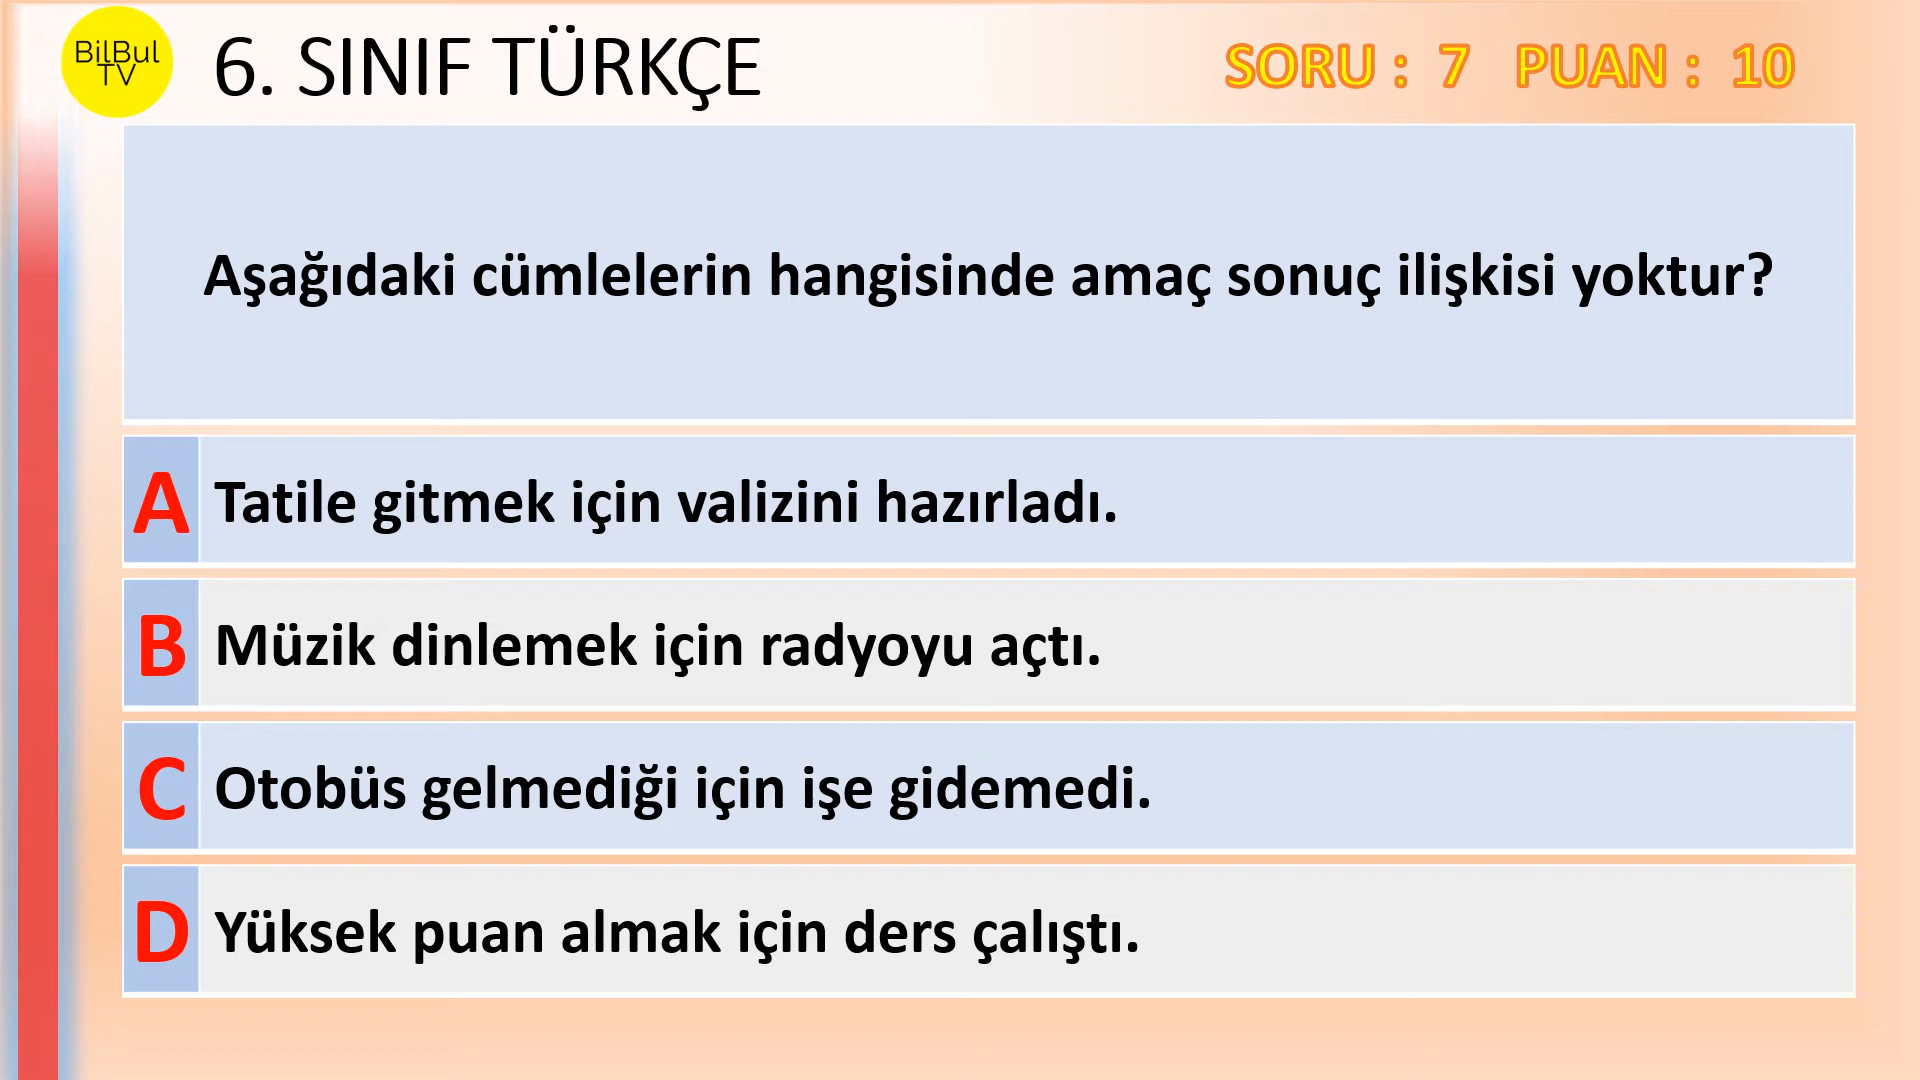 BilBul
TV
6. SINIF TÜRKÇE
SORU : 7 PUAN : 10
Aşağıdaki cümlelerin hangisinde amaç sonuç ilişkisi yoktur?
A Tatile gitmek için valizini hazırladı.
B Müzik dinlemek için radyoyu açtı.
C Otobüs gelmediği için işe gidemedi.
D Yüksek puan almak için ders çalıştı.